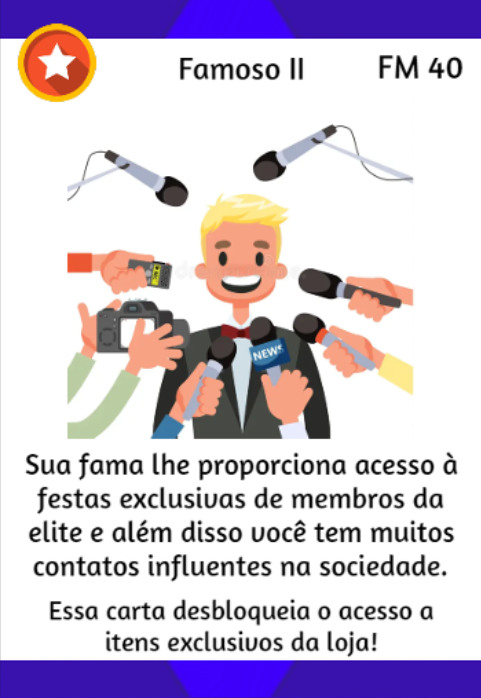 Famoso II
FM 40
NEWS
Sua fama lhe proporciona acesso à
festas exclusivas de membros da
elite e além disso você tem muitos
contatos influentes na sociedade.
Essa carta desbloqueia o acesso a
itens exclusivos da loja!